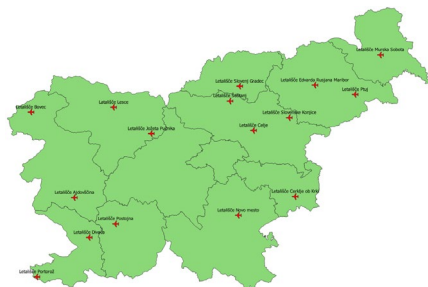 Letališče Murska Sobota
Letališče Slovenj Gradec
Letališče Edvarda Rusjana Maribor
Letališče Ptuj
Letališče Bovec
Letališče Lesce
Letališče Slovenske Konjice
Letališče Celje
Letališče Jožeta Pučnika
Letališče Ajdovščina
Letališče Cerklje ob Krki
Letališče Novo mesto
Letališče Postojna
Letališče Divača
Letališče Portorož